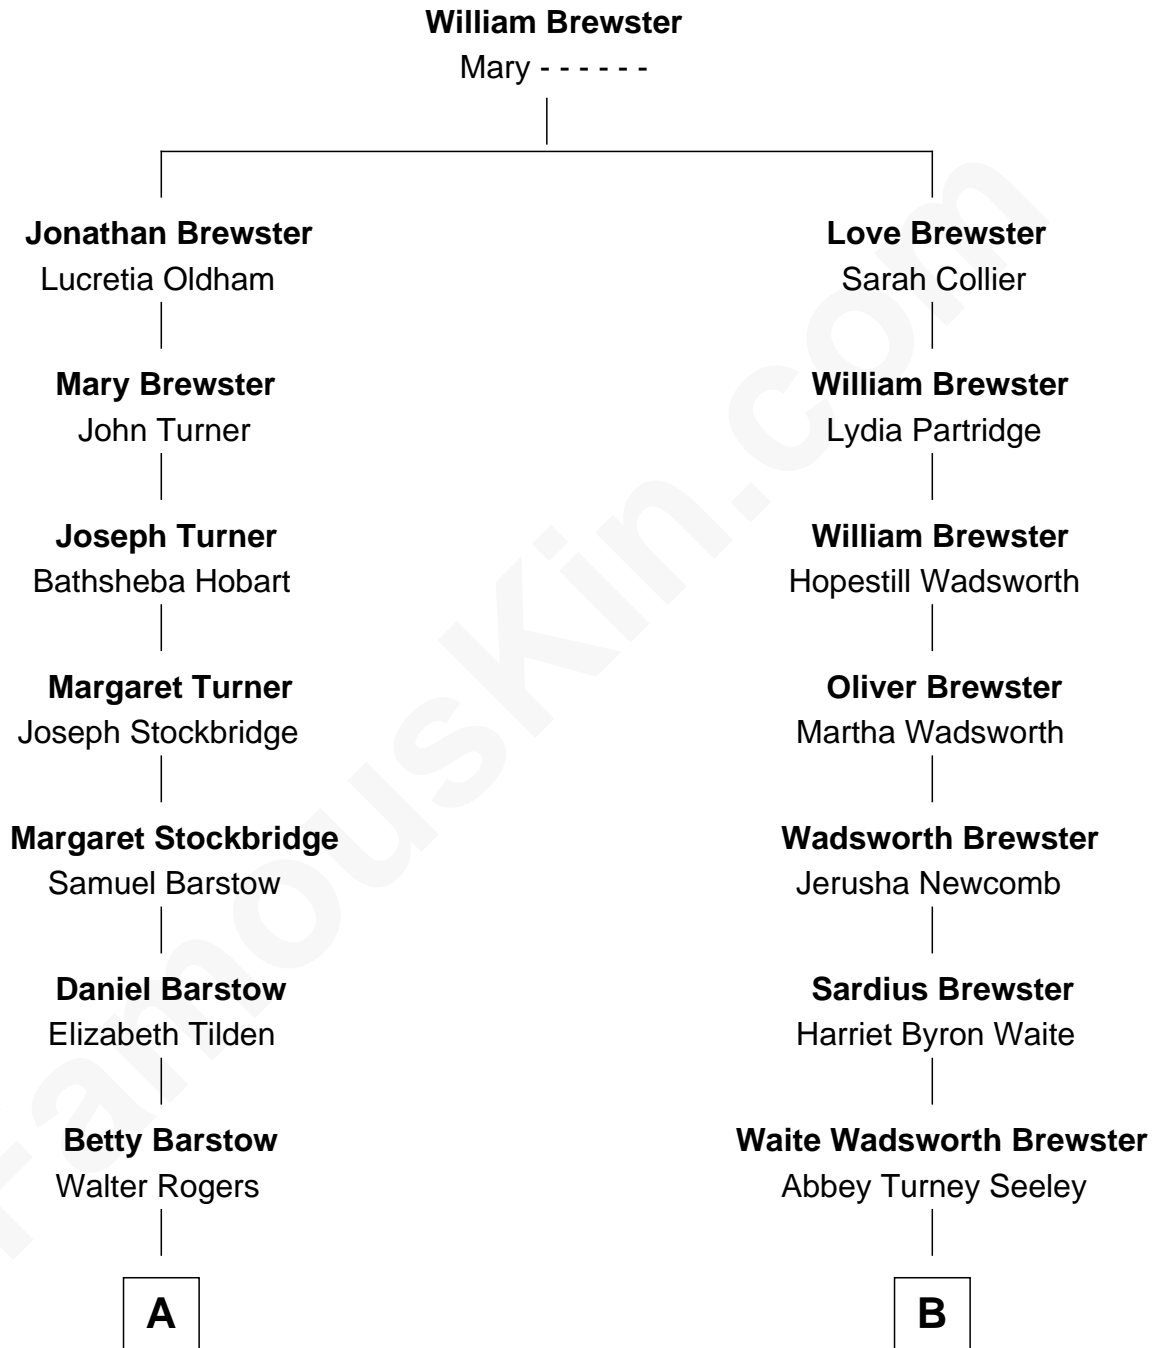 William Brewster
Mary - - - - - -
Jonathan Brewster
Lucretia Oldham
Love Brewster
Sarah Collier
Mary Brewster
John Turner
William Brewster
Lydia Partridge
Joseph Turner
Bathsheba Hobart
William Brewster
Hopestill Wadsworth
Margaret Turner
Joseph Stockbridge
Oliver Brewster
Martha Wadsworth
Margaret Stockbridge
Samuel Barstow
Wadsworth Brewster
Jerusha Newcomb
Daniel Barstow
Elizabeth Tilden
Sardius Brewster
Harriet Byron Waite
Betty Barstow
Walter Rogers
Waite Wadsworth Brewster
Abbey Turney Seeley
A
B
FamousKin.com